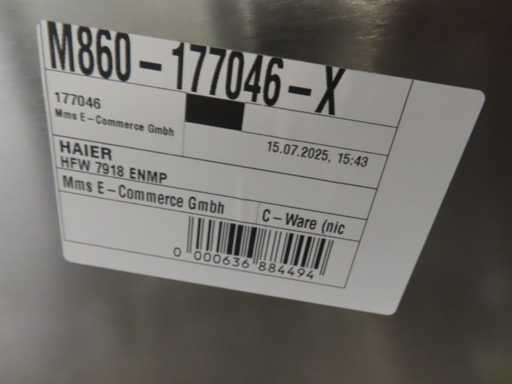 M860-177046-X
177046
Mms E-Commerce Gmbh
15.07.2025, 15:43
HAIER
HFW 7918 ENMP
Mms E-Commerce Gmbh
C-Ware (nic
0 000636 884494